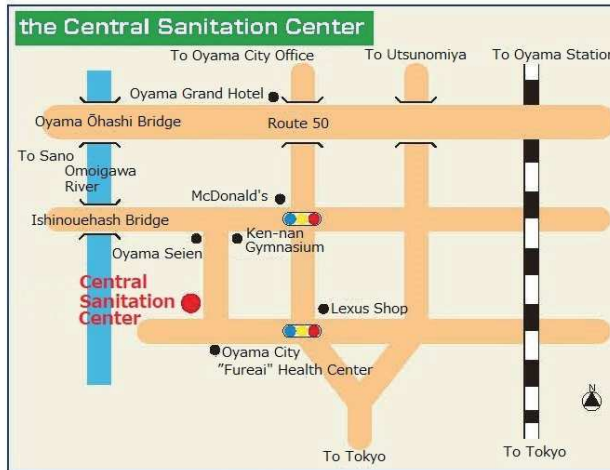 the Central Sanitation Center
To Oyama City Office
To Utsunomiya
To Oyama Station
Oyama Grand Hotel
Oyama Ōhashi Bridge
Route 50
To Sano
Omoigawa
River
McDonald's
Ishinouehash Bridge
Ken-nan
Gymnasium
Oyama Seien
Central
Sanitation
Center
Lexus Shop
Oyama City
"Fureai" Health Center
N
To Tokyo
To Tokyo